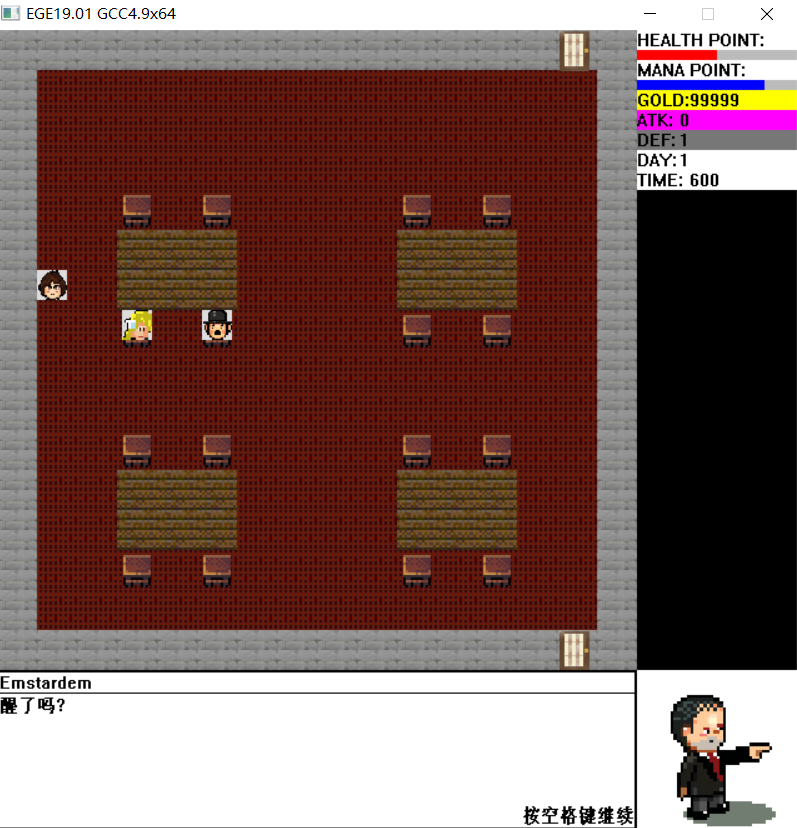 EGE19.01 GCC4.9x64
HEALTH POINT:
MANA POINT:
GOLD:99999
ATK: 0
DEF: 1
DAY: 1
TIME: 600
Emstardem
醒了吗?
按空格键继续